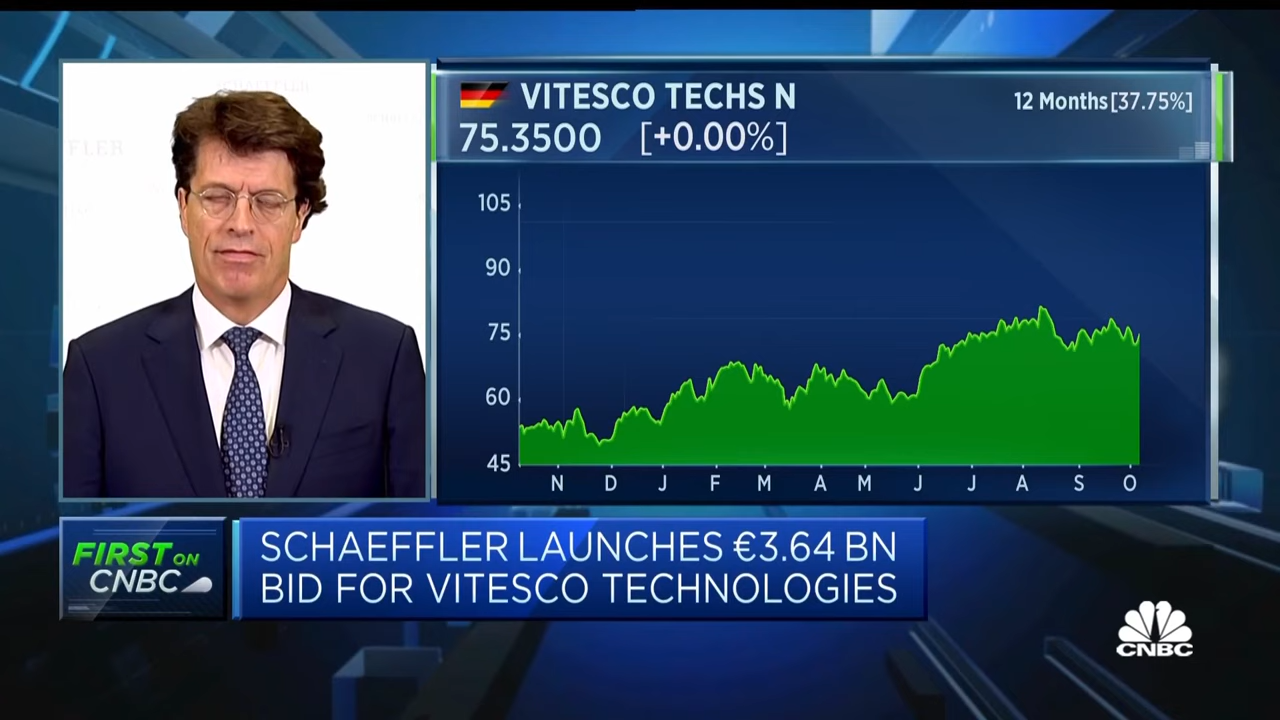 VITESCO TECHS N
12 Months[37.75%]
75.3500 [+0.00%]
105
90
75
60
45
N D J F M A M J J A S O
FLER
FIRST ON
CNBC
SCHAEFFLER LAUNCHES €3.64 BN
BID FOR VITESCO TECHNOLOGIES
CNBC